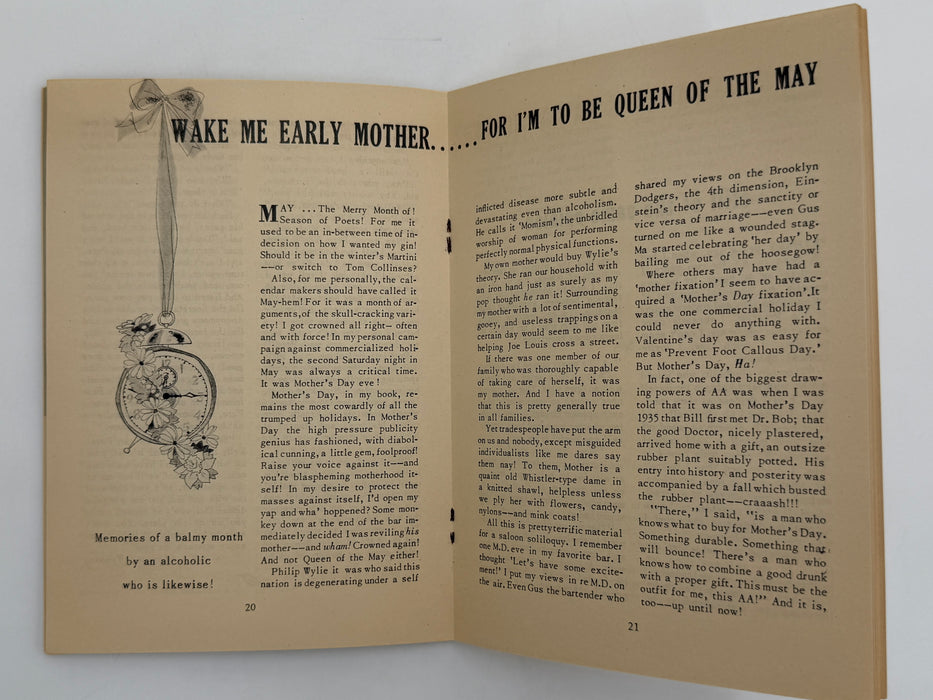 WAKE ME EARLY MOTHER......FOR I'M TO BE QUEEN OF THE MAY
MAY ...The Merry Month of!
Season of Poets! For me it
used to be an in-between time of in-
decision on how I wanted my gin!
Should it be in the winter's Martini
--or switch to Tom Collinses?
Also, for me personally, the cal-
endar makers should have called it
May-hem! For it was a month of ar-
guments, of the skull-cracking vari-
ety! I got crowned all right- often
and with force! In my personal cam-
paign against commercialized holi-
days, the second Saturday night in
May was always a critical time.
It was Mother's Day eve!
Mother's Day, in my book, re-
mains the most cowardly of all the
trumped up holidays. In Mother's
Day the high pressure publicity
genius has fashioned, with diabol-
ical cunning, a little gem, foolproof!
Raise your voice against it--and
you're blaspheming motherhood it-
self! In my desire to protect the
masses against itself, I'd open my
yap and wha' happened? Some mon-
key down at the end of the bar im-
mediately decided I was reviling his
mother--and wham! Crowned again!
And not Queen of the May either!
Philip Wylie it was who said this
nation is degenerating under a self
Memories of a balmy month
by an alcoholic
who is likewise!
20
inflicted disease more subtle and
devastating even than alcoholism.
He calls it 'Momism', the unbridled
worship of woman for performing
perfectly normal physical functions.
My own mother would buy Wylie's
theory. She ran our household with
an iron hand just as surely as my
pop thought he ran it! Surrounding
my mother with a lot of sentimental,
gooey, and useless trappings on a
certain day would seem to me like
helping Joe Louis cross a street.
If there was one member of our
family who was thoroughly capable
of taking care of herself, it was
my mother. And I have a notion
that this is pretty generally true
in all families.
Yet tradespeople have put the arm
on us and nobody, except misguided
individualists like me dares say
them nay! To them, Mother is a
quaint old Whistler-type dame in
a knitted shawl, helpless unless
we ply her with flowers, candy,
nylons--and mink coats!
All this is pretty terrific material
for a saloon soliloquy. I remember
one M.D. eve in my favorite bar. I
thought 'Let's have some excite-
ment!' I put my views in re M.D. on
the air. Even Gus the bartender who
shared my views on the Brooklyn
Dodgers, the 4th dimension, Ein-
stein's theory and the sanctity or
vice versa of marriage--even Gus
turned on me like a wounded stag.
Ma started celebrating 'her day' by
bailing me out of the hoosegow!
Where others may have had a
'mother fixation' I seem to have ac-
quired a 'Mother's Day fixation'.It
was the one commercial holiday I
could never do anything with.
Valentine's day was as easy for
me as 'Prevent Foot Callous Day.'
But Mother's Day, Ha!
In fact, one of the biggest draw-
ing powers of AA was when I was
told that it was on Mother's Day
1935 that Bill first met Dr. Bob; that
the good Doctor, nicely plastered,
arrived home with a gift, an outsize
rubber plant suitably potted. His
entry into history and posterity was
accompanied by a fall which busted
the rubber plant--craaash!!!
"There," I said, "is a man who
knows what to buy for Mother's Day.
Something durable. Something that
will bounce! There's a man who
knows how to combine a good drunk
with a proper gift. This must be the
outfit for me, this AA!" And it is,
too--up until now!
21